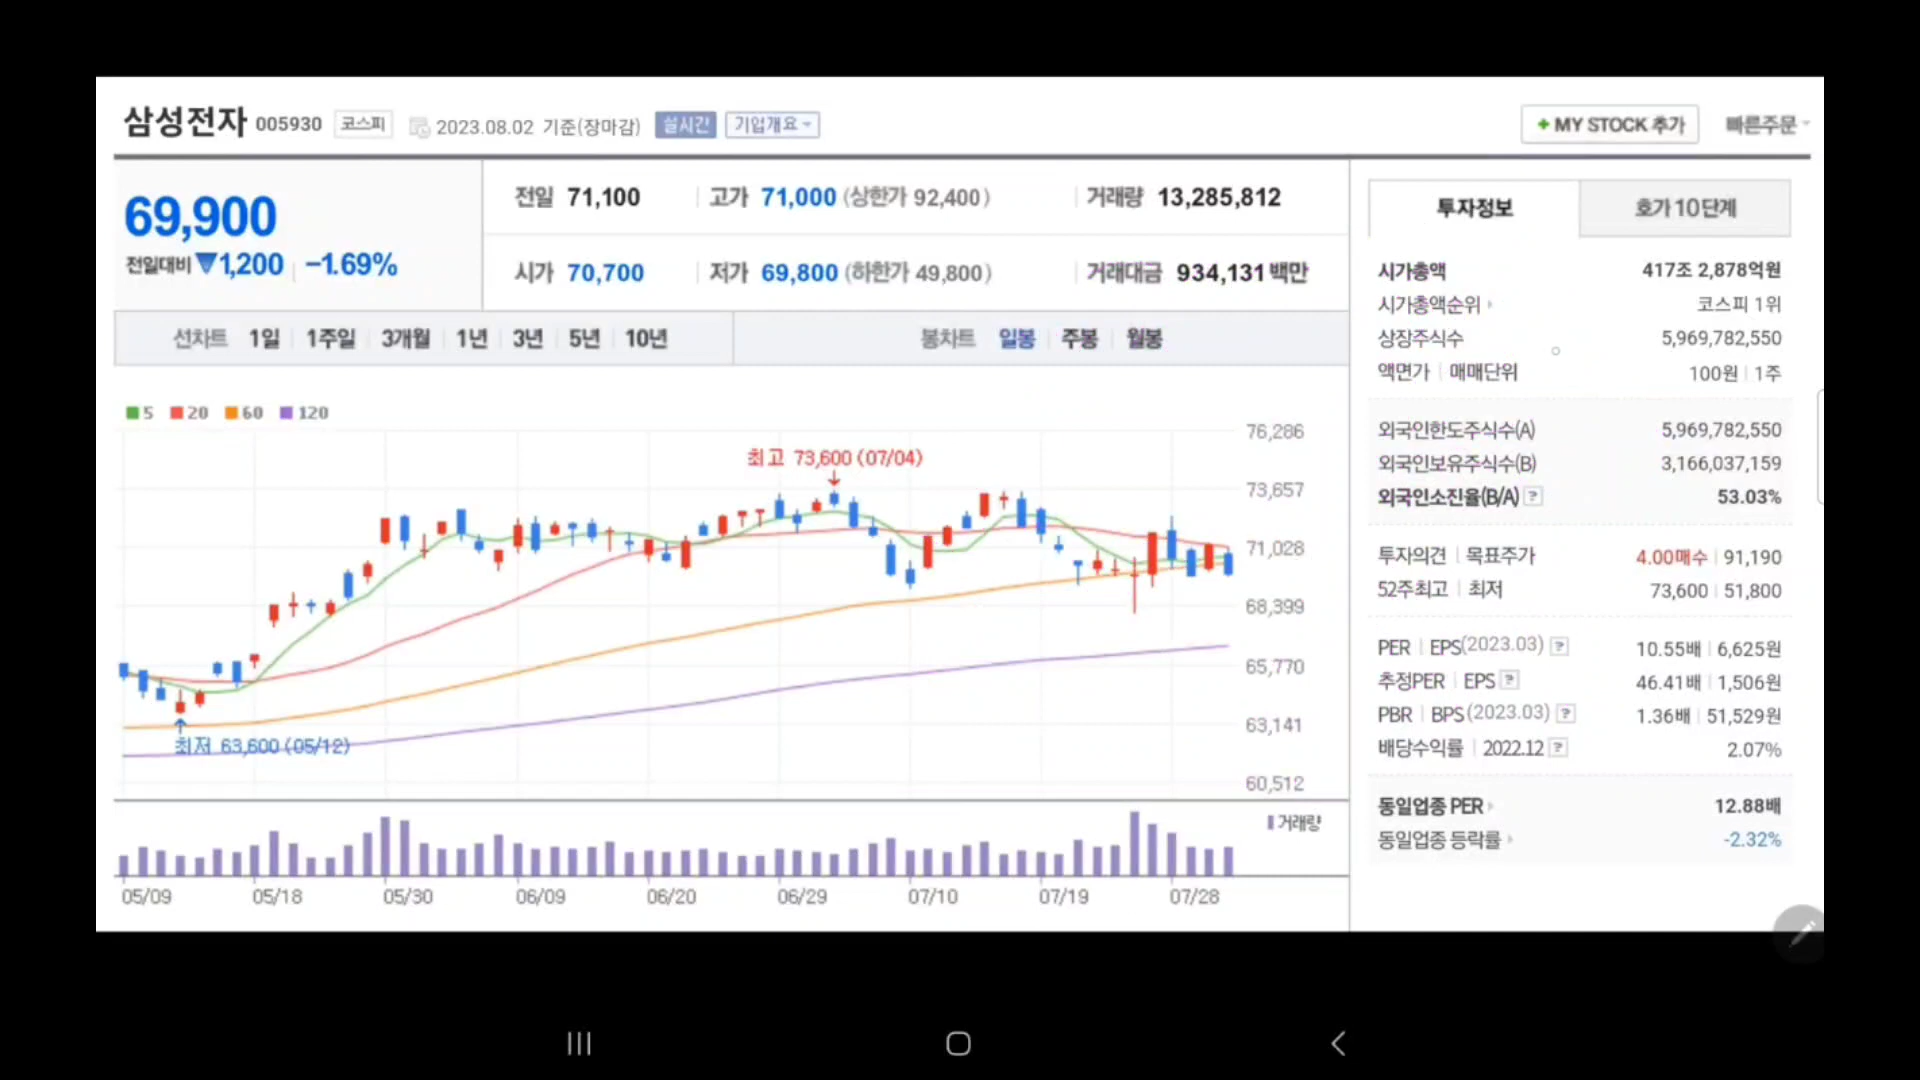 삼성전자 005930 코스피 2023.08.02 기준(장마감) 실시간 기업개요
+ MY STOCK 추가 빠른주문
69,900
전일대비 ▼1,200 -1.69%
전일 71,100 고가 71,000 (상한가 92,400) 거래량 13,285,812
시가 70,700 저가 69,800 (하한가 49,800) 거래대금 934,131 백만
선차트 1일 1주일 3개월 1년 3년 5년 10년 봉차트 일봉 주봉 월봉
5 20 60 120
최고 73,600 (07/04)
최저 63,600 (05/12)
76,286
73,657
71,028
68,399
65,770
63,141
60,512
거래량
05/09 05/18 05/30 06/09 06/20 06/29 07/10 07/19 07/28
투자정보 호가 10단계
시가총액 417조 2,878억원
시가총액순위 코스피 1위
상장주식수 5,969,782,550
액면가 매매단위 100원 1주
외국인한도주식수(A) 5,969,782,550
외국인보유주식수(B) 3,166,037,159
외국인소진율(B/A) ? 53.03%
투자의견 목표주가 4.00매수 91,190
52주최고 최저 73,600 51,800
PER EPS(2023.03) ? 10.55배 6,625원
추정PER EPS ? 46.41배 1,506원
PBR BPS(2023.03) ? 1.36배 51,529원
배당수익률 2022.12 ? 2.07%
동일업종 PER 12.88배
동일업종 등락률 -2.32%